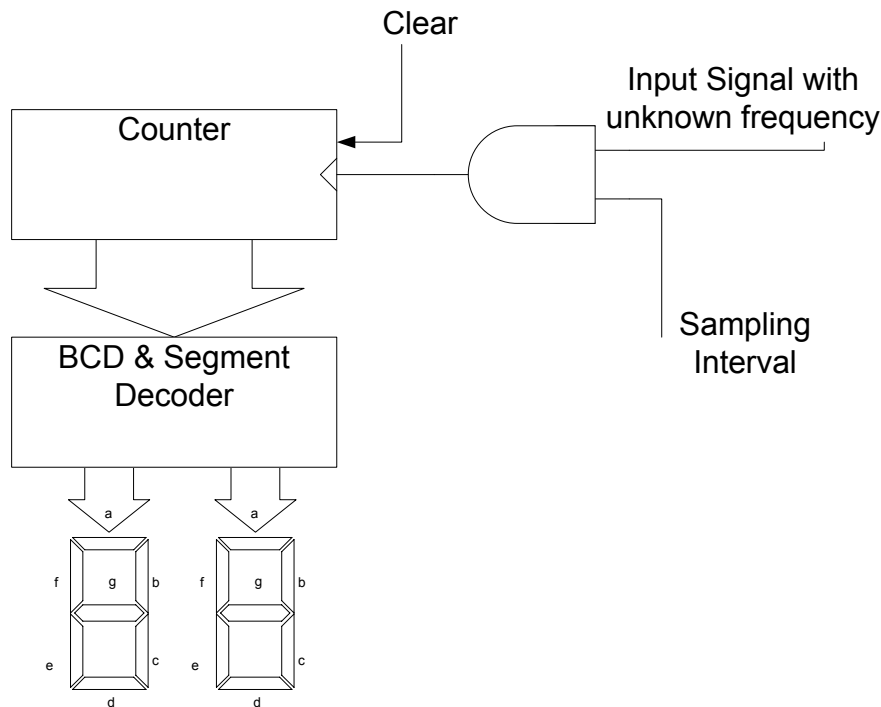 Clear
Input Signal with
unknown frequency
Counter
Sampling
Interval
BCD & Segment
Decoder
a
a
f
g
b
f
g
b
e
c
e
c
d
d